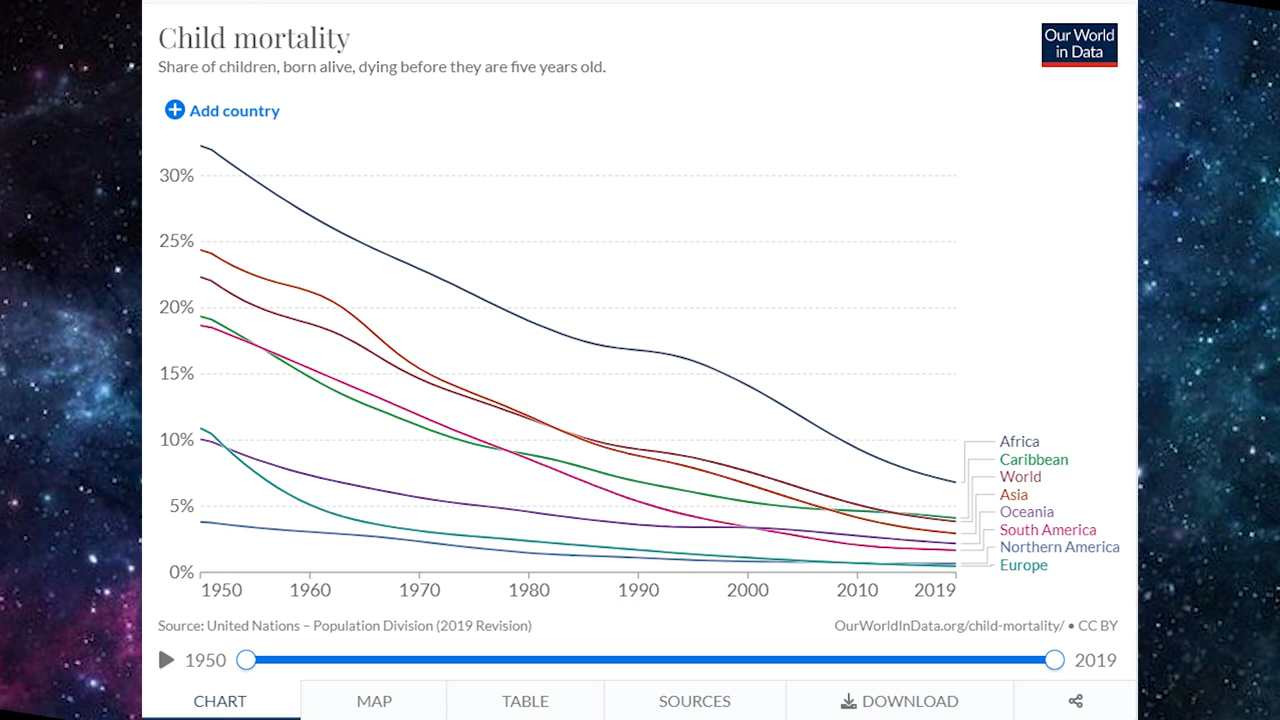 Child mortality
Our World
in Data
Share of children, born alive, dying before they are five years old.
Add country
30%
25%
20%
15%
10%
5%
0%
Africa
Caribbean
World
Asia
Oceania
South America
Northern America
Europe
1950 1960 1970 1980 1990 2000 2010 2019
Source: United Nations – Population Division (2019 Revision)
OurWorldInData.org/child-mortality/ • CC BY
1950 2019
CHART MAP TABLE SOURCES DOWNLOAD